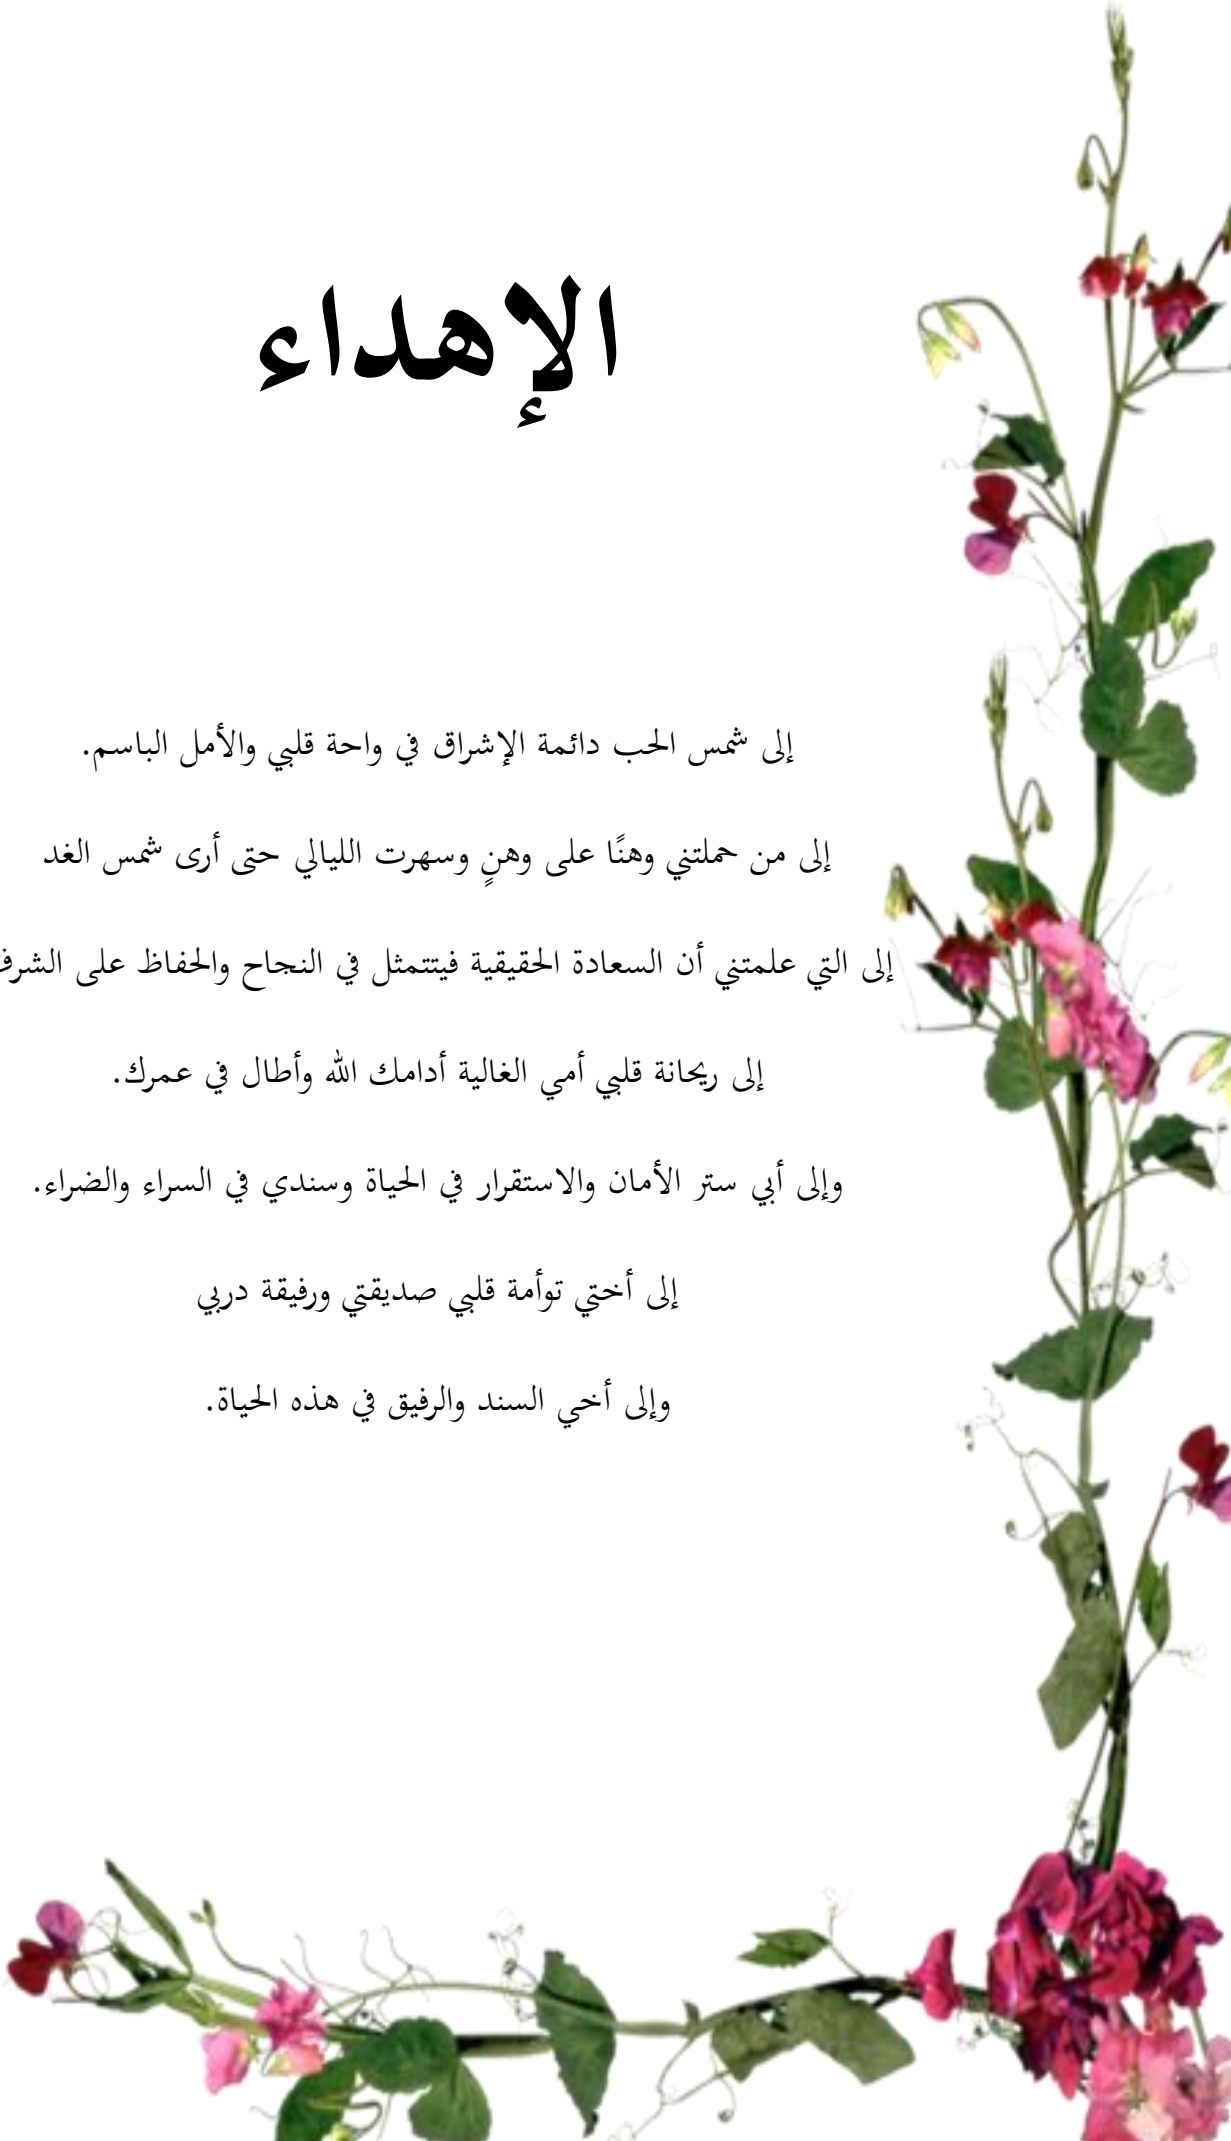 الإهداء
إلى شمس الحب دائمة الإشراق في واحة قلبي والأمل الباسم.
إلى من حملتني وهنًا على وهنٍ وسهرت الليالي حتى أرى شمس الغد
إلى التي علمتني أن السعادة الحقيقية فيتتمثل في النجاح والحفاظ على الشرف
إلى ريحانة قلبي أمي الغالية أدامك الله وأطال في عمرك.
وإلى أبي ستر الأمان والاستقرار في الحياة وسندي في السراء والضراء.
إلى أختي توأمة قلبي صديقتي ورفيقة دربي
وإلى أخي السند والرفيق في هذه الحياة.